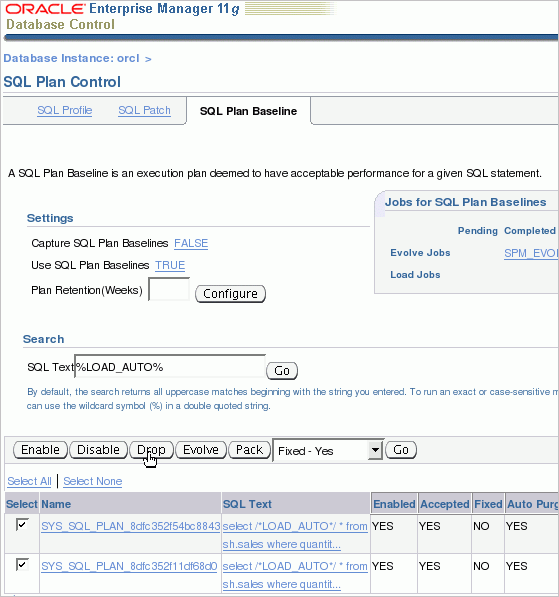 ORACLE Enterprise Manager 11g
Database Control
Database Instance: orcl >
SQL Plan Control
SQL Profile SQL Patch SQL Plan Baseline
A SQL Plan Baseline is an execution plan deemed to have acceptable performance for a given SQL statement.
Settings
Capture SQL Plan Baselines FALSE
Use SQL Plan Baselines TRUE
Plan Retention(Weeks) Configure
Jobs for SQL Plan Baselines
Pending Completed
Evolve Jobs SPM_EVOL
Load Jobs
Search
SQL Text %LOAD_AUTO% Go
By default, the search returns all uppercase matches beginning with the string you entered. To run an exact or case-sensitive m
can use the wildcard symbol (%) in a double quoted string.
Enable Disable Drop Evolve Pack Fixed - Yes Go
Select All | Select None
Select Name SQL Text Enabled Accepted Fixed Auto Purg
SYS_SQL_PLAN_8dfc352f54bc8843 select /*LOAD_AUTO*/ * from YES YES NO YES
sh.sales where quantit...
SYS_SQL_PLAN_8dfc352f11df68d0 select /*LOAD_AUTO*/ * from YES YES NO YES
sh.sales where quantit...